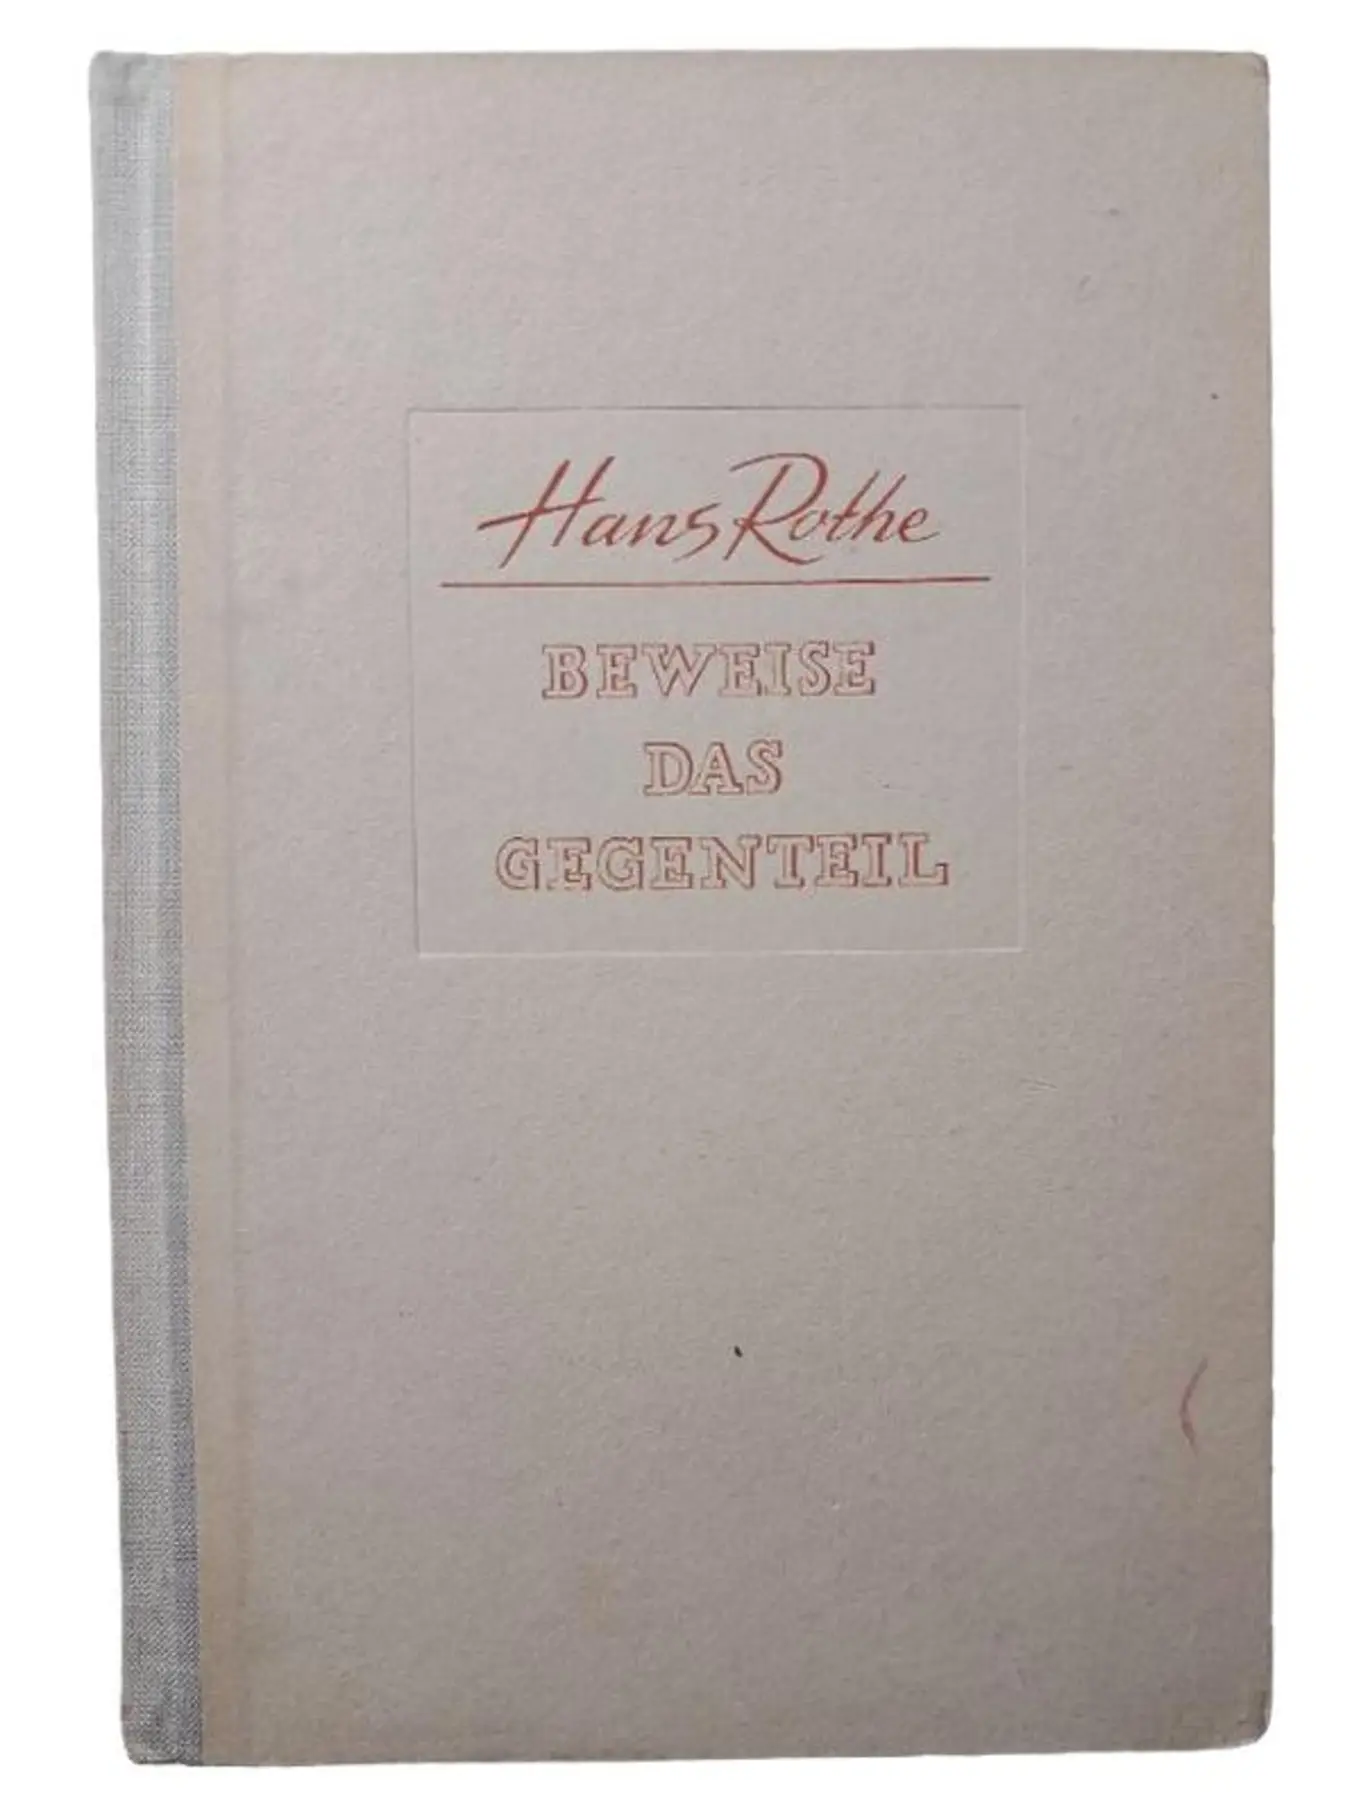 Hans Rothe
BEWEISE
DAS
GEGENTEIL